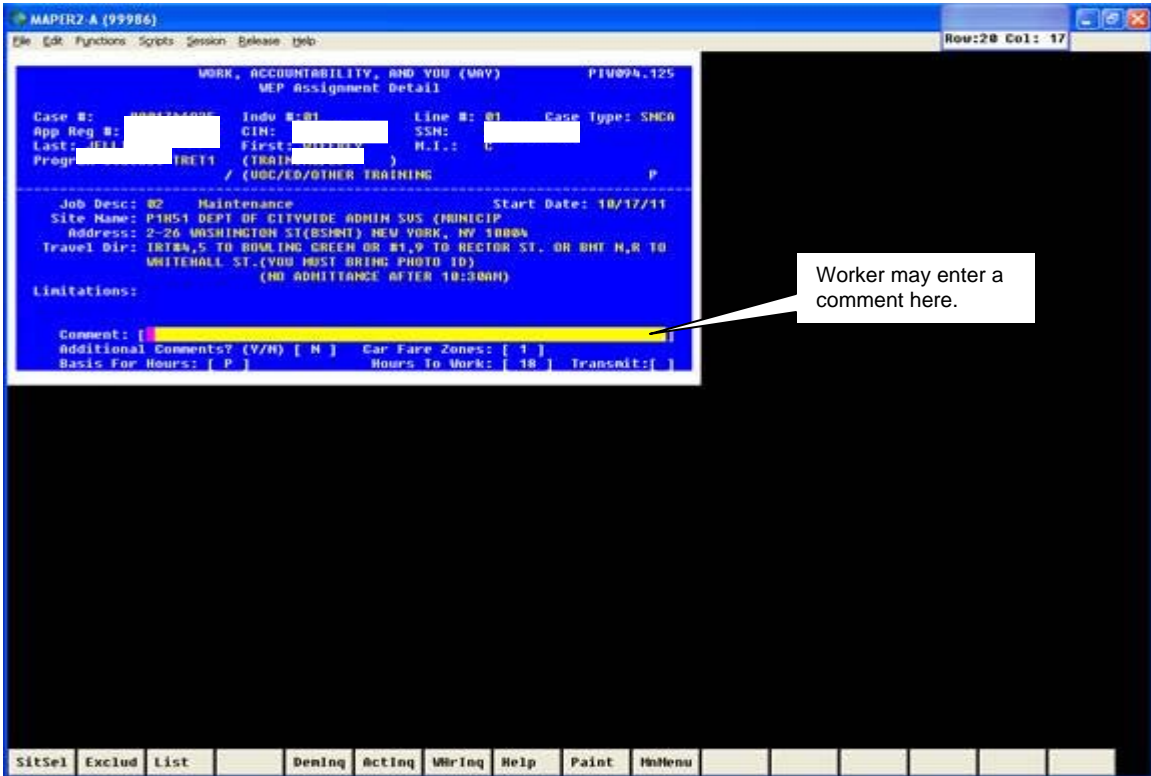 MAPER2-A (99986)
File Edit Functions Scripts Session Release Help
Row:20 Col: 17
WORK, ACCOUNTABILITY, AND YOU (WAY) PIW094.125
WEP Assignment Detail
Case #: Indv #:01 Line #: 01 Case Type: SNCA
App Reg #: CIN: SSN:
Last: First: M.I.: C
TRET1 )
/ (VOC/ED/OTHER TRAINING P
Job Desc: 02 Maintenance Start Date: 10/17/11
Site Name: P1H51 DEPT OF CITYWIDE ADMIN SVS (MUNICIP
Address: 2-26 WASHINGTON ST(BSMNT) NEW YORK, NY 10004
Travel Dir: IRT#4,5 TO BOWLING GREEN OR #1,9 TO RECTOR ST. OR BMT N,R TO
WHITEHALL ST.(YOU MUST BRING PHOTO ID)
(NO ADMITTANCE AFTER 10:30AM)
Limitations:
Comment: [ ]
Additional Comments? (Y/N) [ N ] Car Fare Zones: [ 1 ]
Basis For Hours: [ P ] Hours To Work: [ 18 ] Transmit:[ ]
Worker may enter a
comment here.
SitSel Exclud List DemInq ActInq WHrInq Help Paint MnMenu